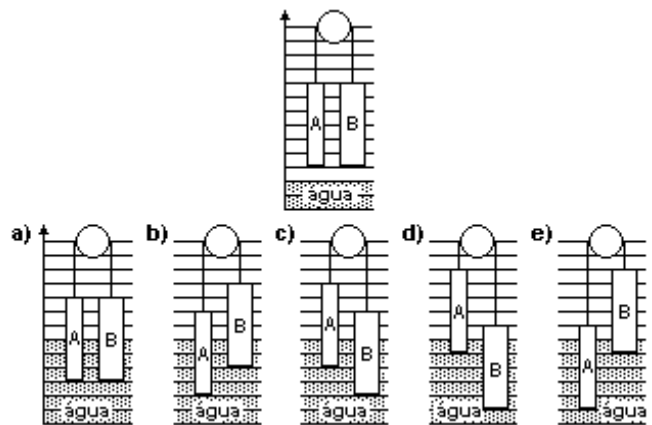 A B
água
a) b) c) d) e)
A B A B A B A B A B
água água água água água